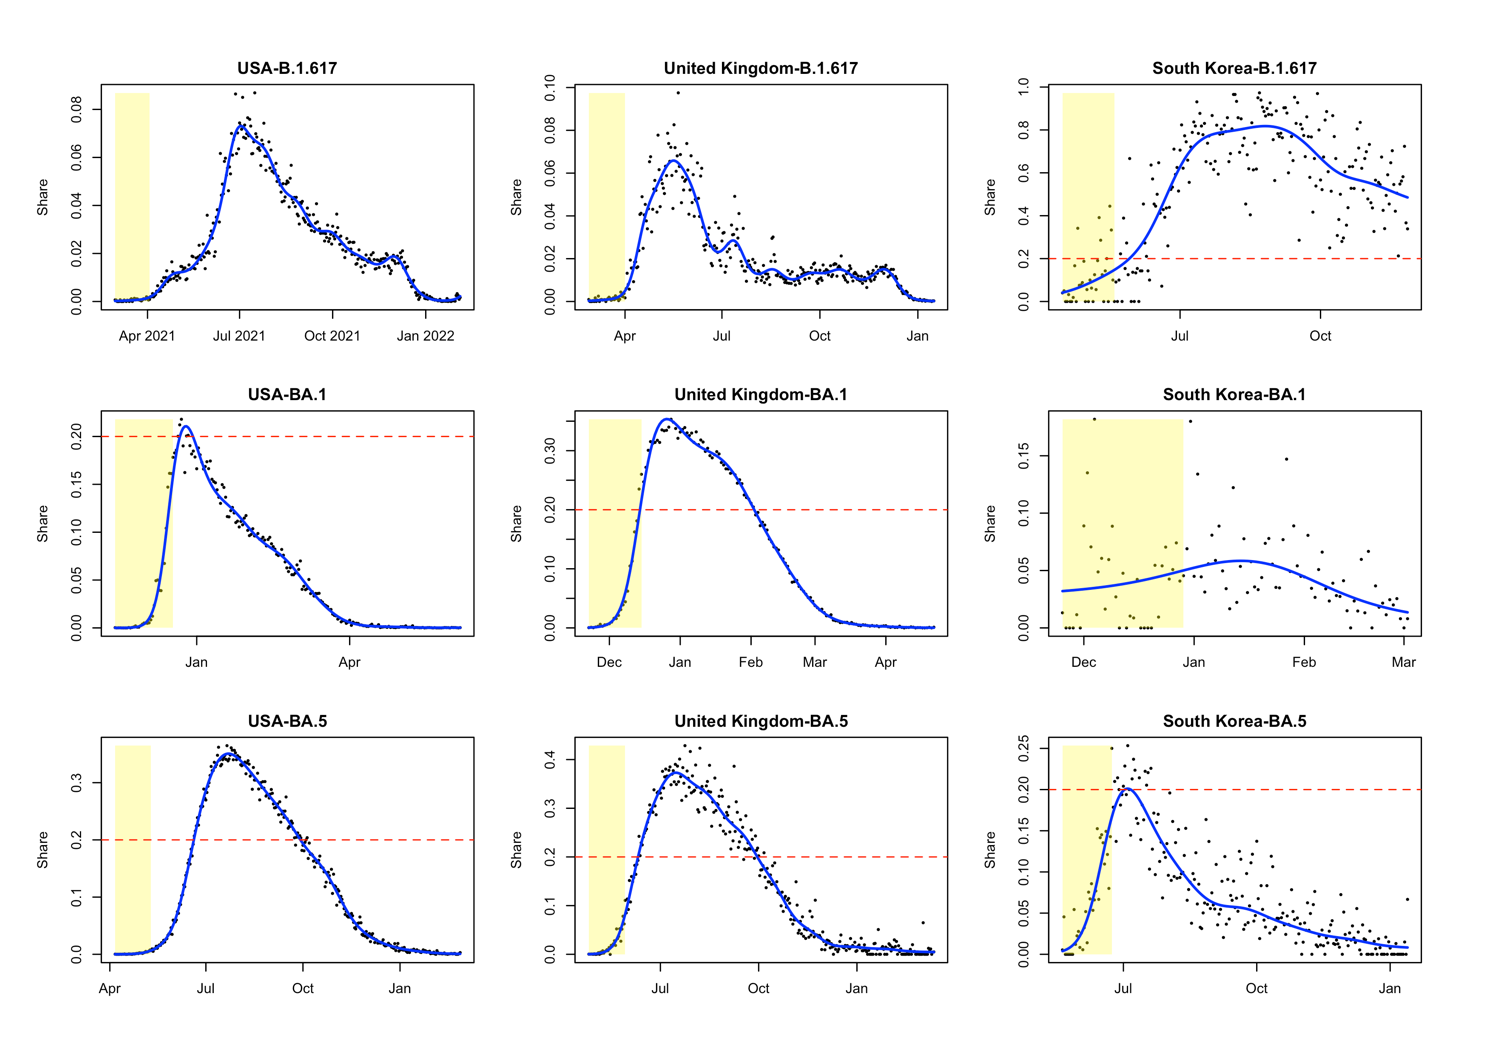 USA-B.1.617
Share
0.00 0.02 0.04 0.06 0.08
Apr 2021 Jul 2021 Oct 2021 Jan 2022
United Kingdom-B.1.617
Share
0.00 0.02 0.04 0.06 0.08 0.10
Apr Jul Oct Jan
South Korea-B.1.617
Share
0.0 0.2 0.4 0.6 0.8 1.0
Jul Oct
USA-BA.1
Share
0.00 0.05 0.10 0.15 0.20
Jan Apr
United Kingdom-BA.1
Share
0.00 0.10 0.20 0.30
Dec Jan Feb Mar Apr
South Korea-BA.1
Share
0.00 0.05 0.10 0.15
Dec Jan Feb Mar
USA-BA.5
Share
0.0 0.1 0.2 0.3
Apr Jul Oct Jan
United Kingdom-BA.5
Share
0.0 0.1 0.2 0.3 0.4
Jul Oct Jan
South Korea-BA.5
Share
0.00 0.05 0.10 0.15 0.20 0.25
Jul Oct Jan